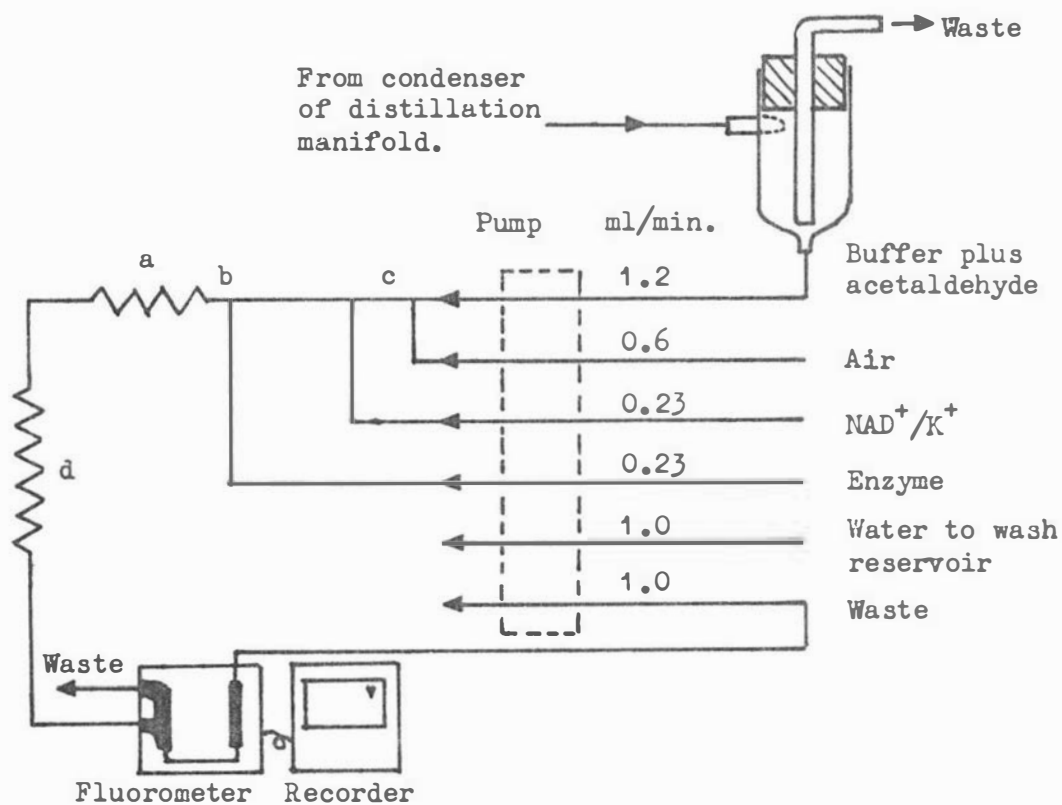 Waste
From condenser
of distillation
manifold.
Pump
ml/min.
a
b
c
1.2
Buffer plus
acetaldehyde
0.6
Air
0.23
NAD⁺/K⁺
d
0.23
Enzyme
1.0
Water to wash
reservoir
1.0
Waste
Waste
Fluorometer
Recorder